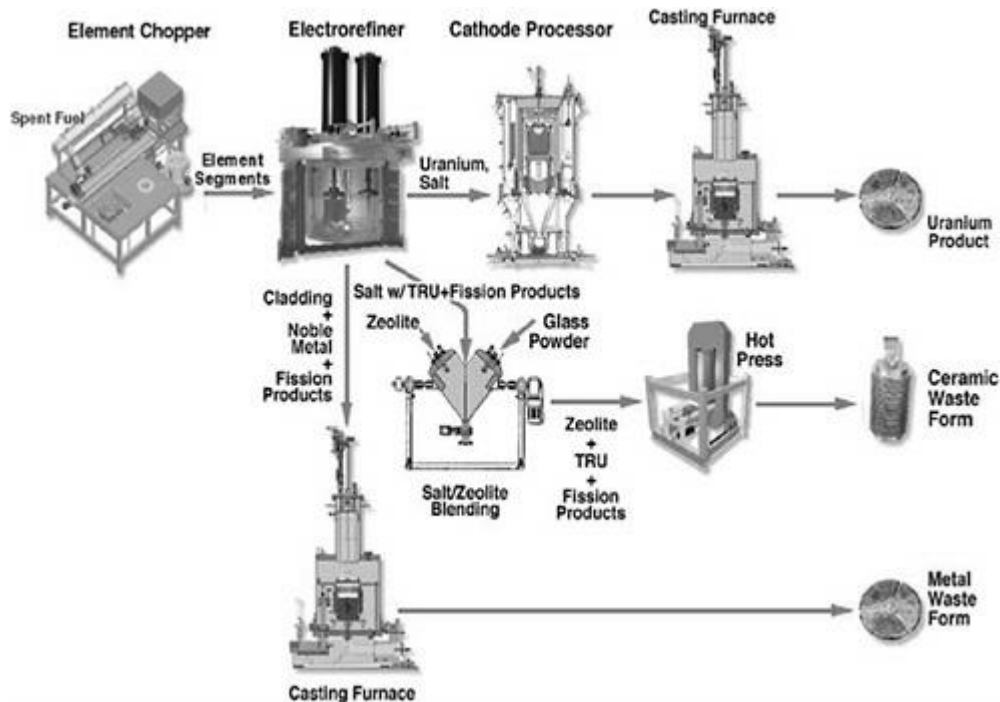 Element Chopper
Electrorefiner
Cathode Processor
Casting Furnace
Spent Fuel
Element
Segments
Uranium,
Salt
Uranium
Product
Cladding
+
Noble
Metal
+
Fission
Products
Salt w/TRU+Fission Products
Zeolite
Glass
Powder
Salt/Zeolite
Blending
Zeolite
+
TRU
+
Fission
Products
Hot
Press
Ceramic
Waste
Form
Casting Furnace
Metal
Waste
Form